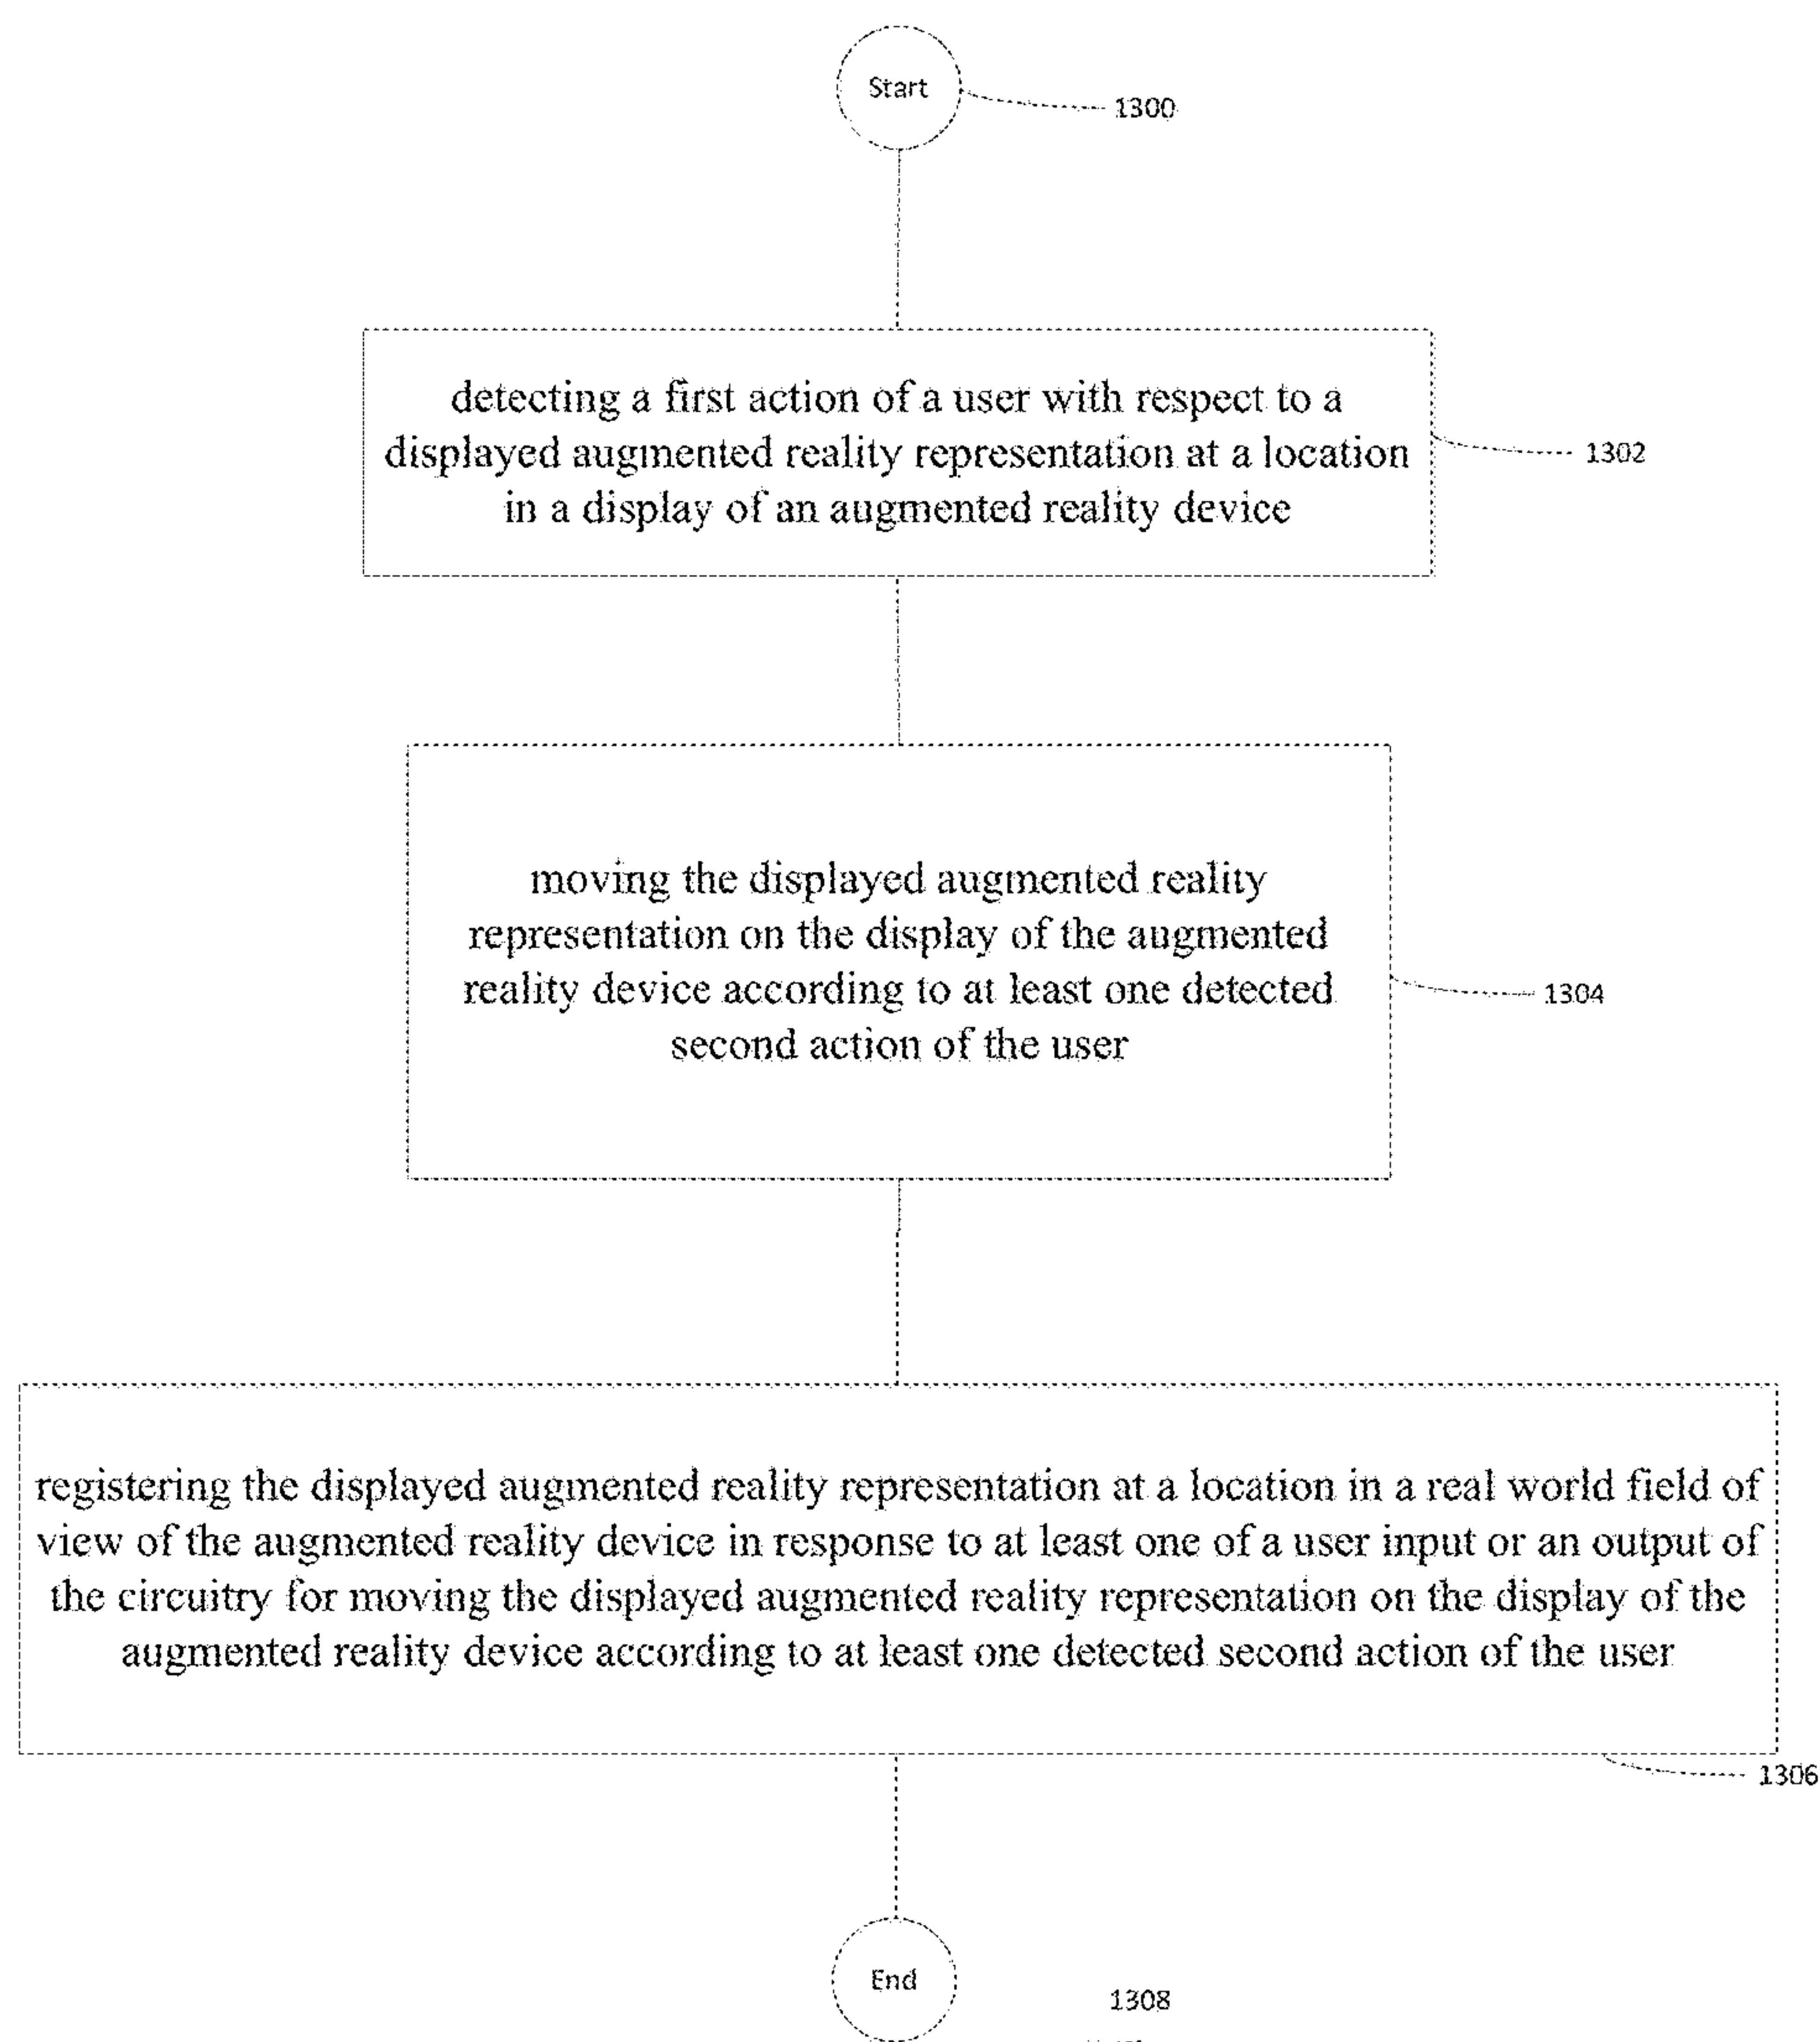 Start
1300
detecting a first action of a user with respect to a
displayed augmented reality representation at a location
in a display of an augmented reality device
1302
moving the displayed augmented reality
representation on the display of the augmented
reality device according to at least one detected
second action of the user
1304
registering the displayed augmented reality representation at a location in a real world field of
view of the augmented reality device in response to at least one of a user input or an output of
the circuitry for moving the displayed augmented reality representation on the display of the
augmented reality device according to at least one detected second action of the user
1306
End
1308